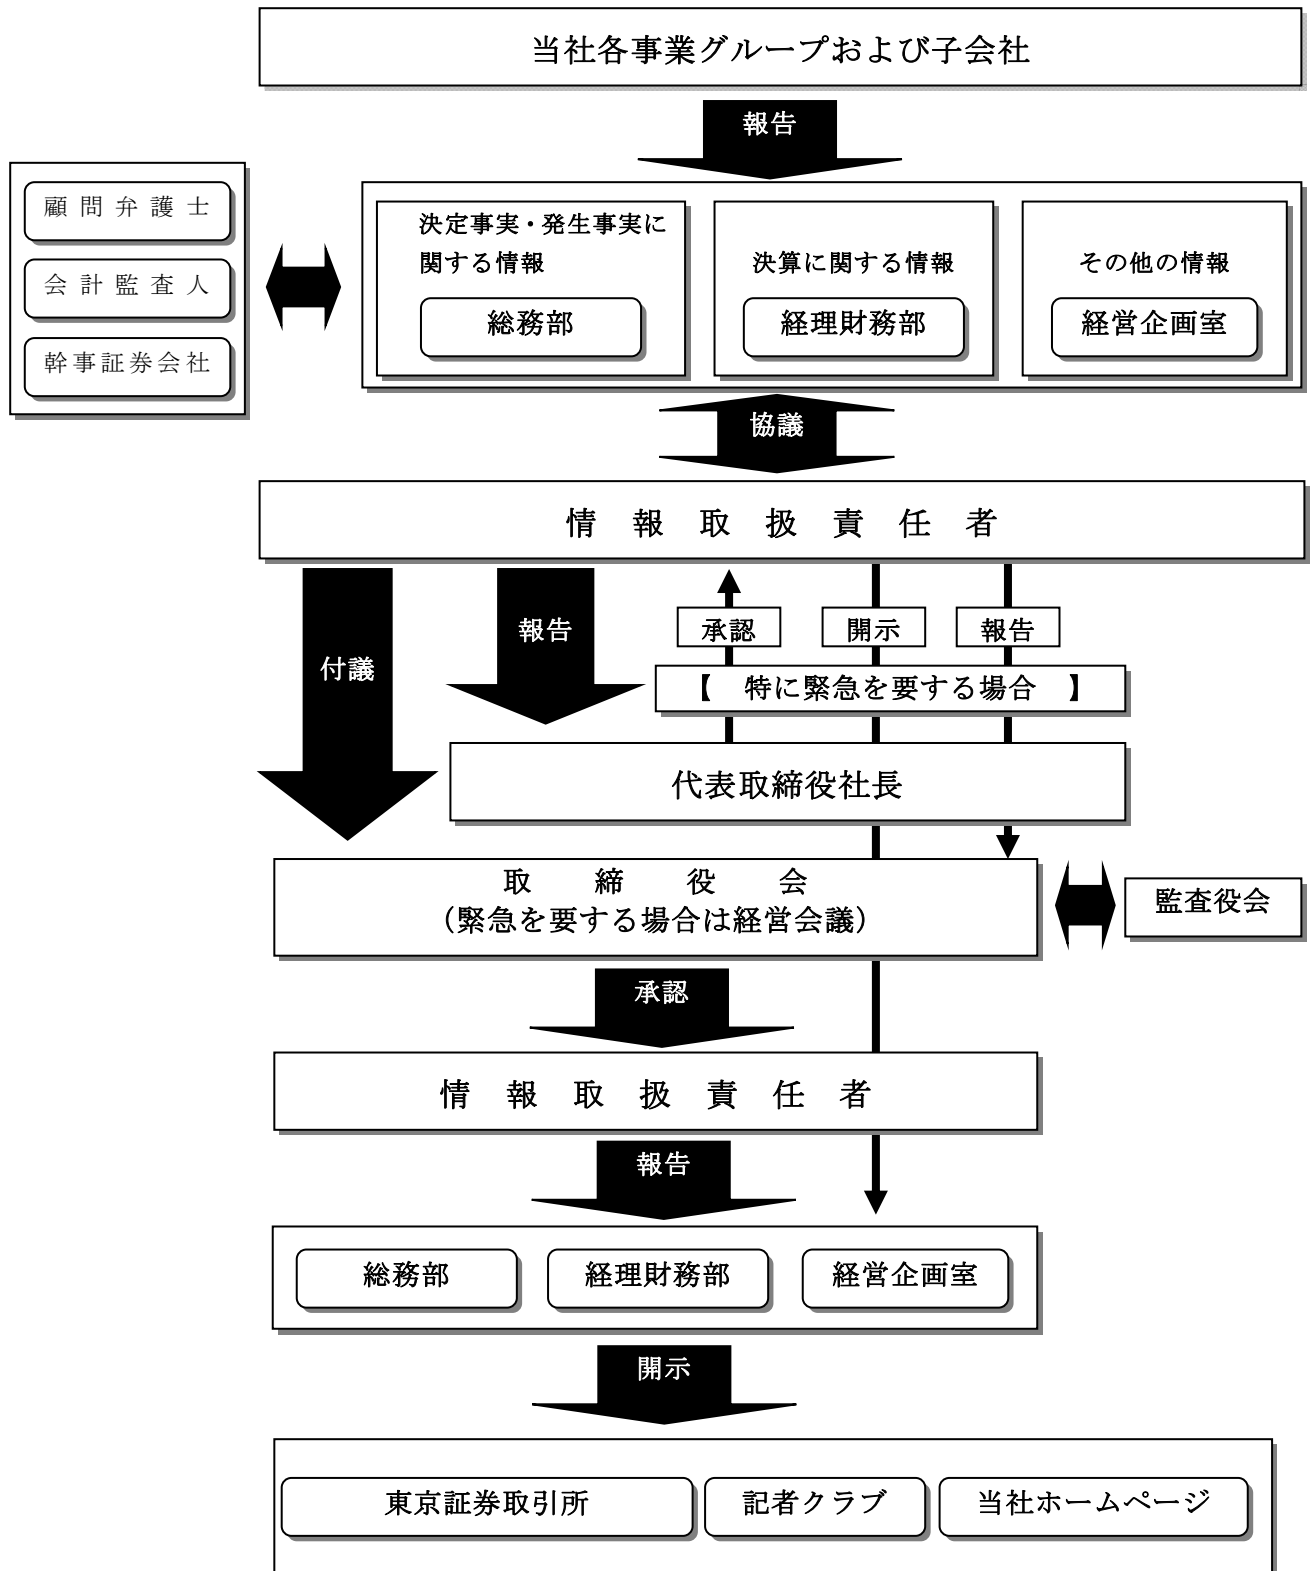 当社各事業グループおよび子会社
報告
顧問弁護士
会計監査人
幹事証券会社
決定事実・発生事実に
関する情報
総務部
決算に関する情報
経理財務部
その他の情報
経営企画室
協議
情報取扱責任者
付議
報告
承認
開示
報告
【 特に緊急を要する場合 】
代表取締役社長
取締役会
（緊急を要する場合は経営会議）
監査役会
承認
情報取扱責任者
報告
総務部
経理財務部
経営企画室
開示
東京証券取引所
記者クラブ
当社ホームページ